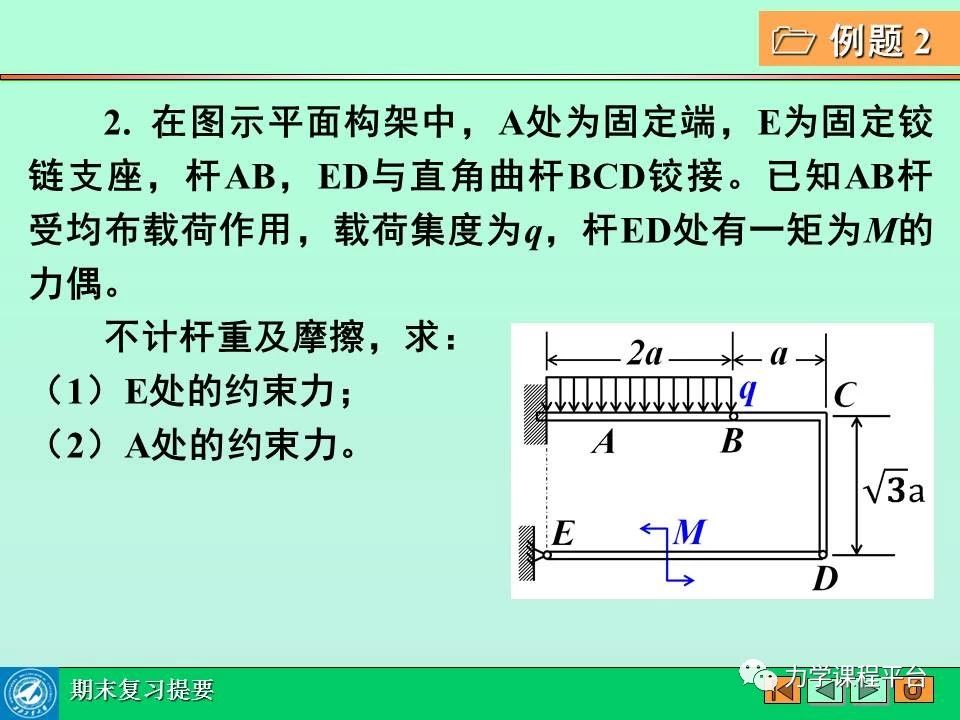 例题 2
2. 在图示平面构架中，A处为固定端，E为固定铰
链支座，杆AB，ED与直角曲杆BCD铰接。已知AB杆
受均布载荷作用，载荷集度为q，杆ED处有一矩为M的
力偶。
不计杆重及摩擦，求：
（1）E处的约束力；
（2）A处的约束力。
2a
a
q
C
A
B
√3a
E
M
D
期末复习提要
力学课程平台